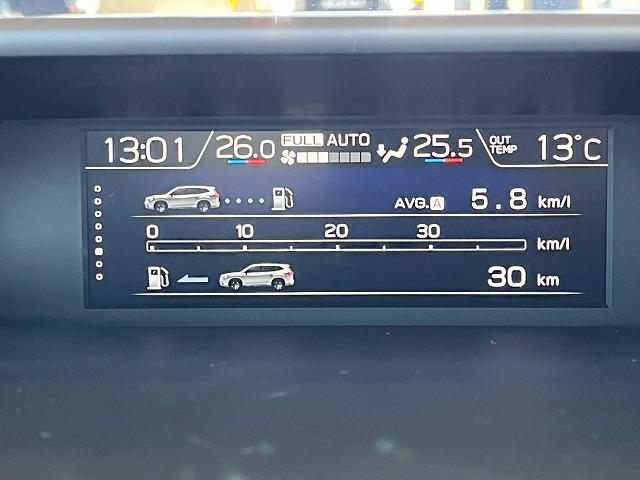 13:01 26.0 FULL AUTO 25.5 OUT TEMP 13°C
AVG. A 5.8 km/l
0 10 20 30 km/l
30 km